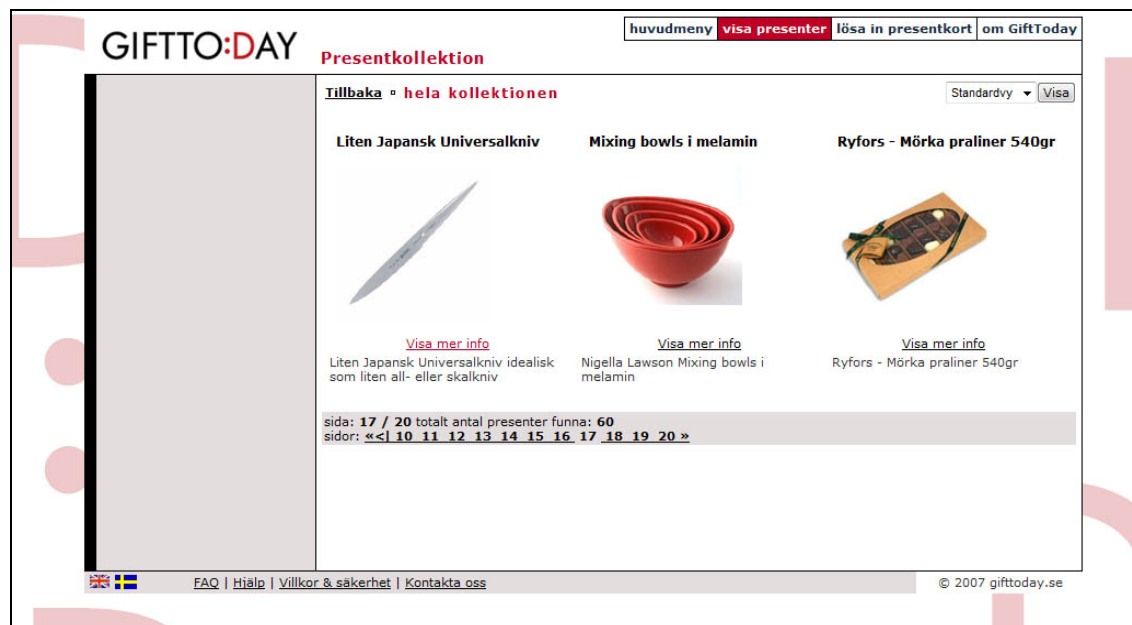 GIFTTO:DAY
huvudmeny visa presenter lösa in presentkort om GiftToday
Presentkollektion
Tillbaka ▫ hela kollektionen
Standardvy Visa
Liten Japansk Universalkniv Mixing bowls i melamin Ryfors - Mörka praliner 540gr
Visa mer info Visa mer info Visa mer info
Liten Japansk Universalkniv idealisk
som liten all- eller skalkniv
Nigella Lawson Mixing bowls i
melamin
Ryfors - Mörka praliner 540gr
sida: 17 / 20 totalt antal presenter funna: 60
sidor: «<| 10 11 12 13 14 15 16 17 18 19 20 »
FAQ | Hjälp | Villkor & säkerhet | Kontakta oss
© 2007 gifttoday.se